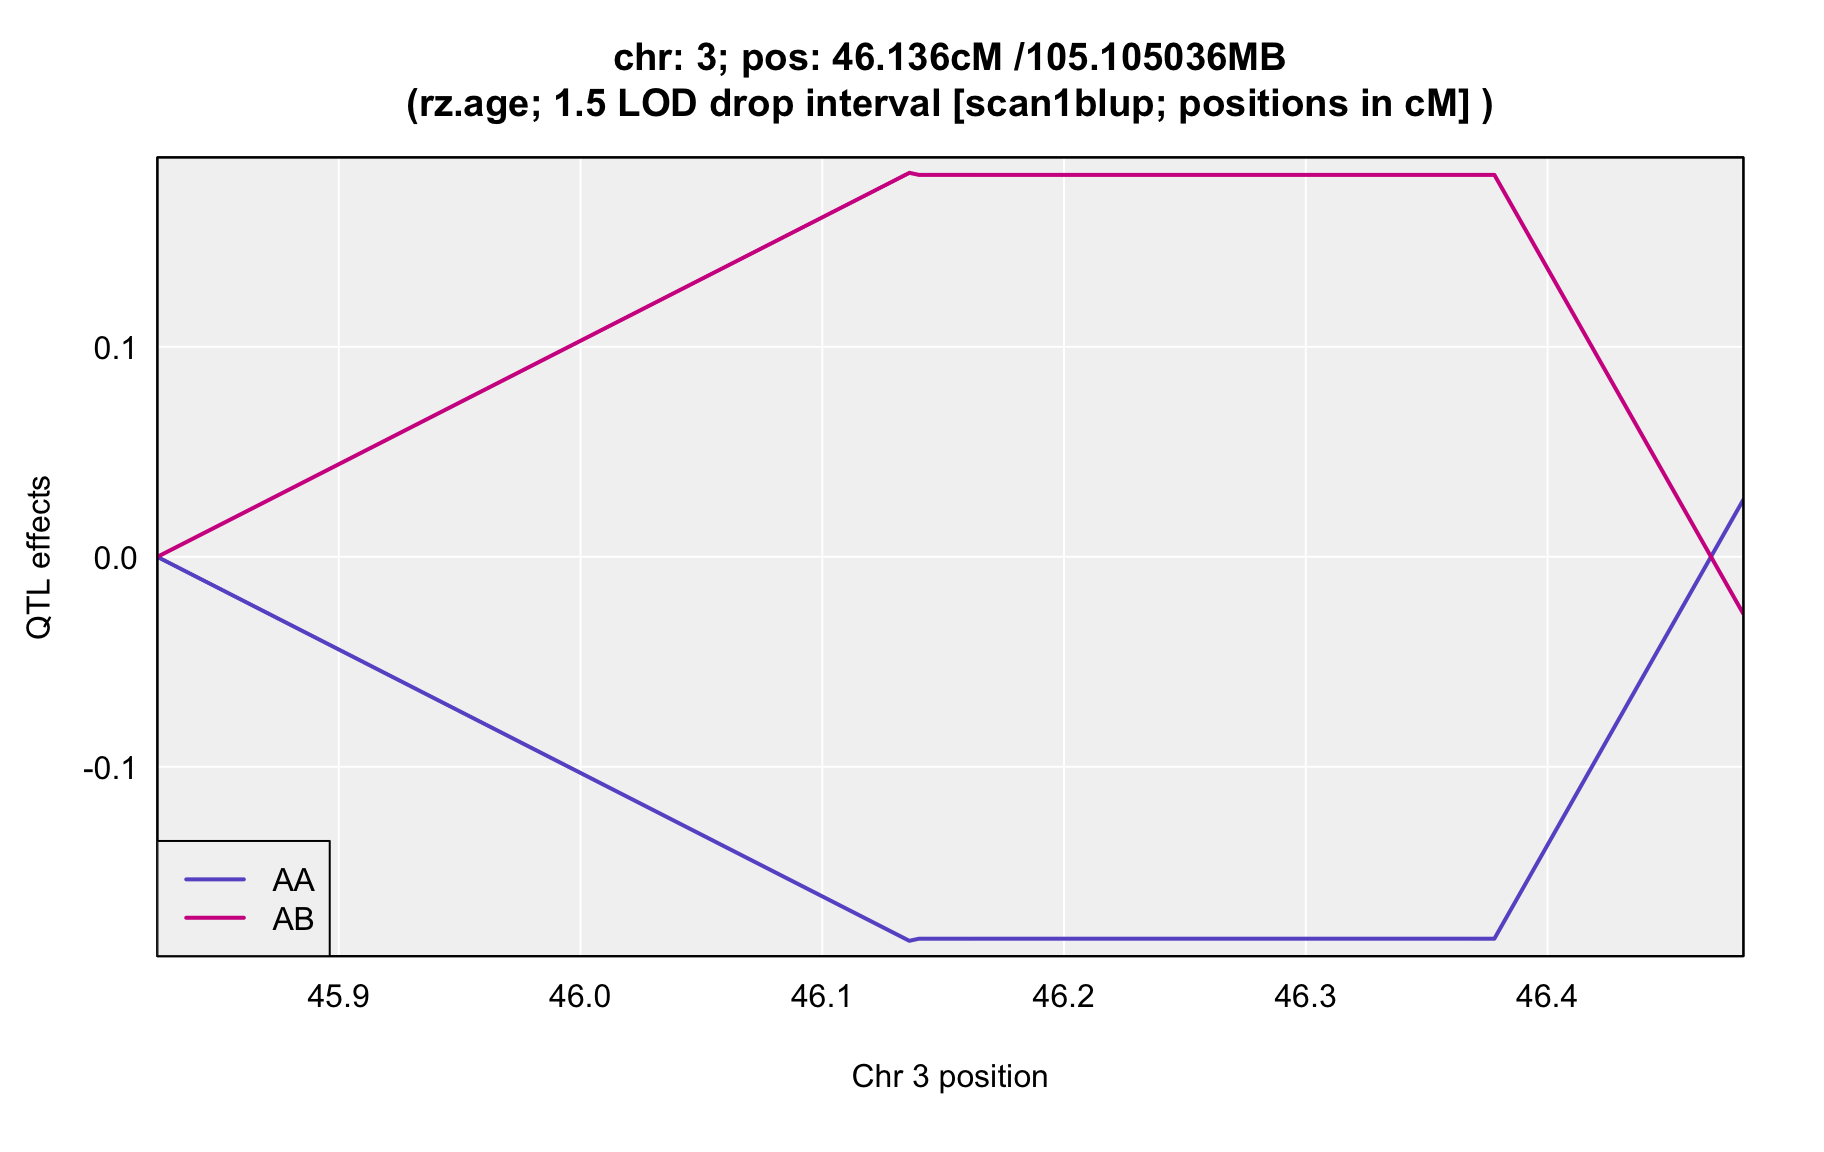 chr: 3; pos: 46.136cM /105.105036MB
(rz.age; 1.5 LOD drop interval [scan1blup; positions in cM] )
QTL effects
0.1
0.0
-0.1
AA
AB
45.9 46.0 46.1 46.2 46.3 46.4
Chr 3 position